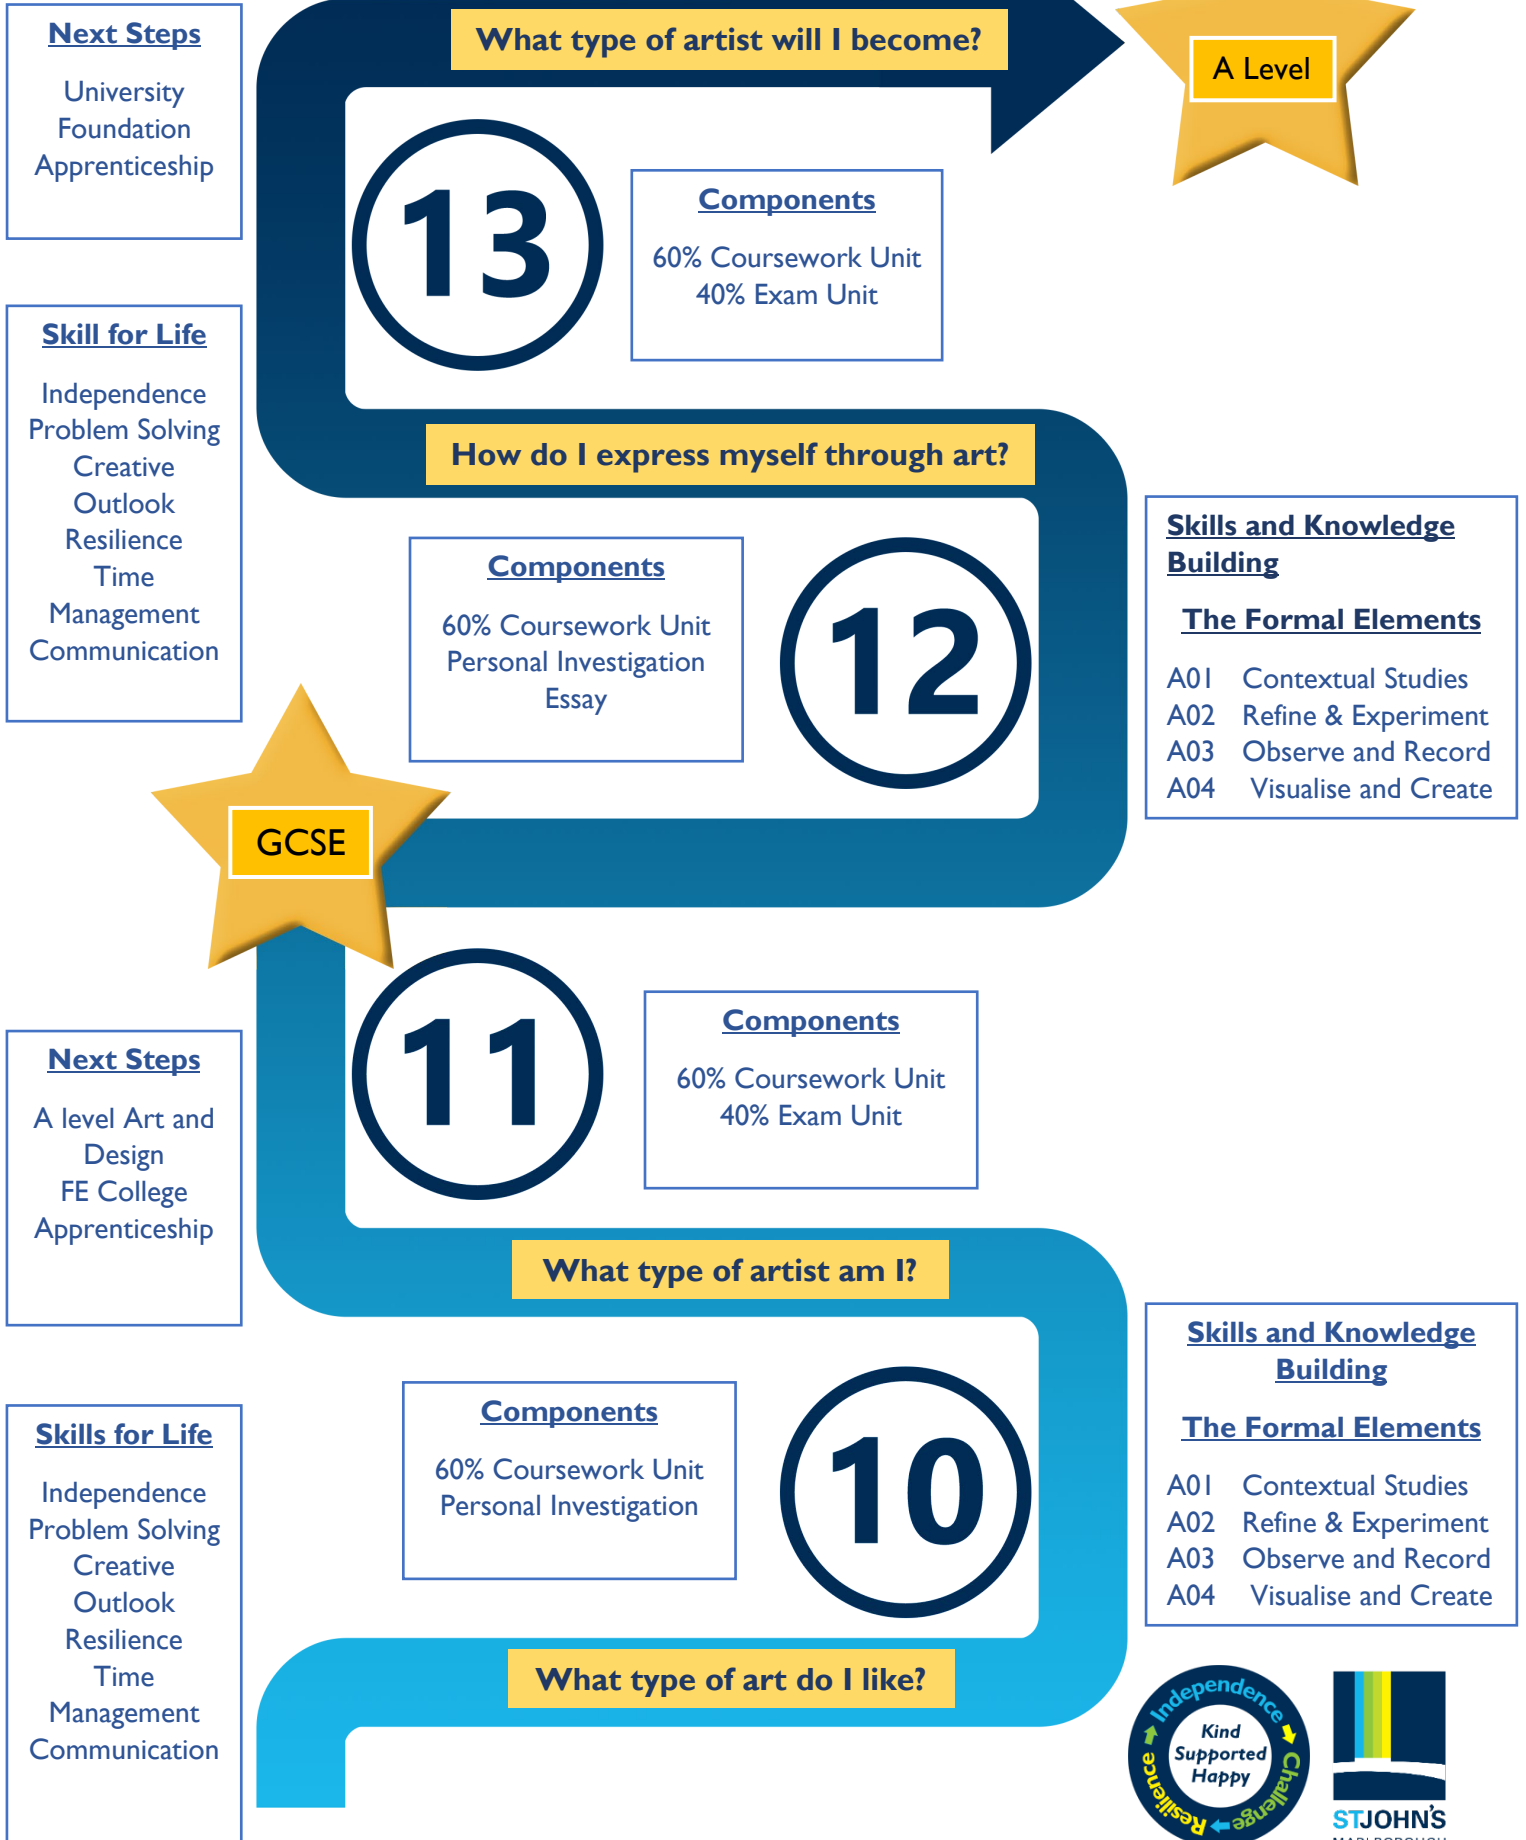 Next Steps
University
Foundation
Apprenticeship
What type of artist will I become?
A Level
13
Components
60% Coursework Unit
40% Exam Unit
Skill for Life
Independence
Problem Solving
Creative
Outlook
Resilience
Time
Management
Communication
How do I express myself through art?
Components
60% Coursework Unit
Personal Investigation
Essay
12
Skills and Knowledge
Building
The Formal Elements
A01 Contextual Studies
A02 Refine & Experiment
A03 Observe and Record
A04 Visualise and Create
GCSE
11
Components
60% Coursework Unit
40% Exam Unit
Next Steps
A level Art and
Design
FE College
Apprenticeship
What type of artist am I?
Components
60% Coursework Unit
Personal Investigation
10
Skills and Knowledge
Building
The Formal Elements
A01 Contextual Studies
A02 Refine & Experiment
A03 Observe and Record
A04 Visualise and Create
Skills for Life
Independence
Problem Solving
Creative
Outlook
Resilience
Time
Management
Communication
What type of art do I like?
Independence
Challenge
Resilience
Kind
Supported
Happy
STJOHN'S
MARLBOROUGH